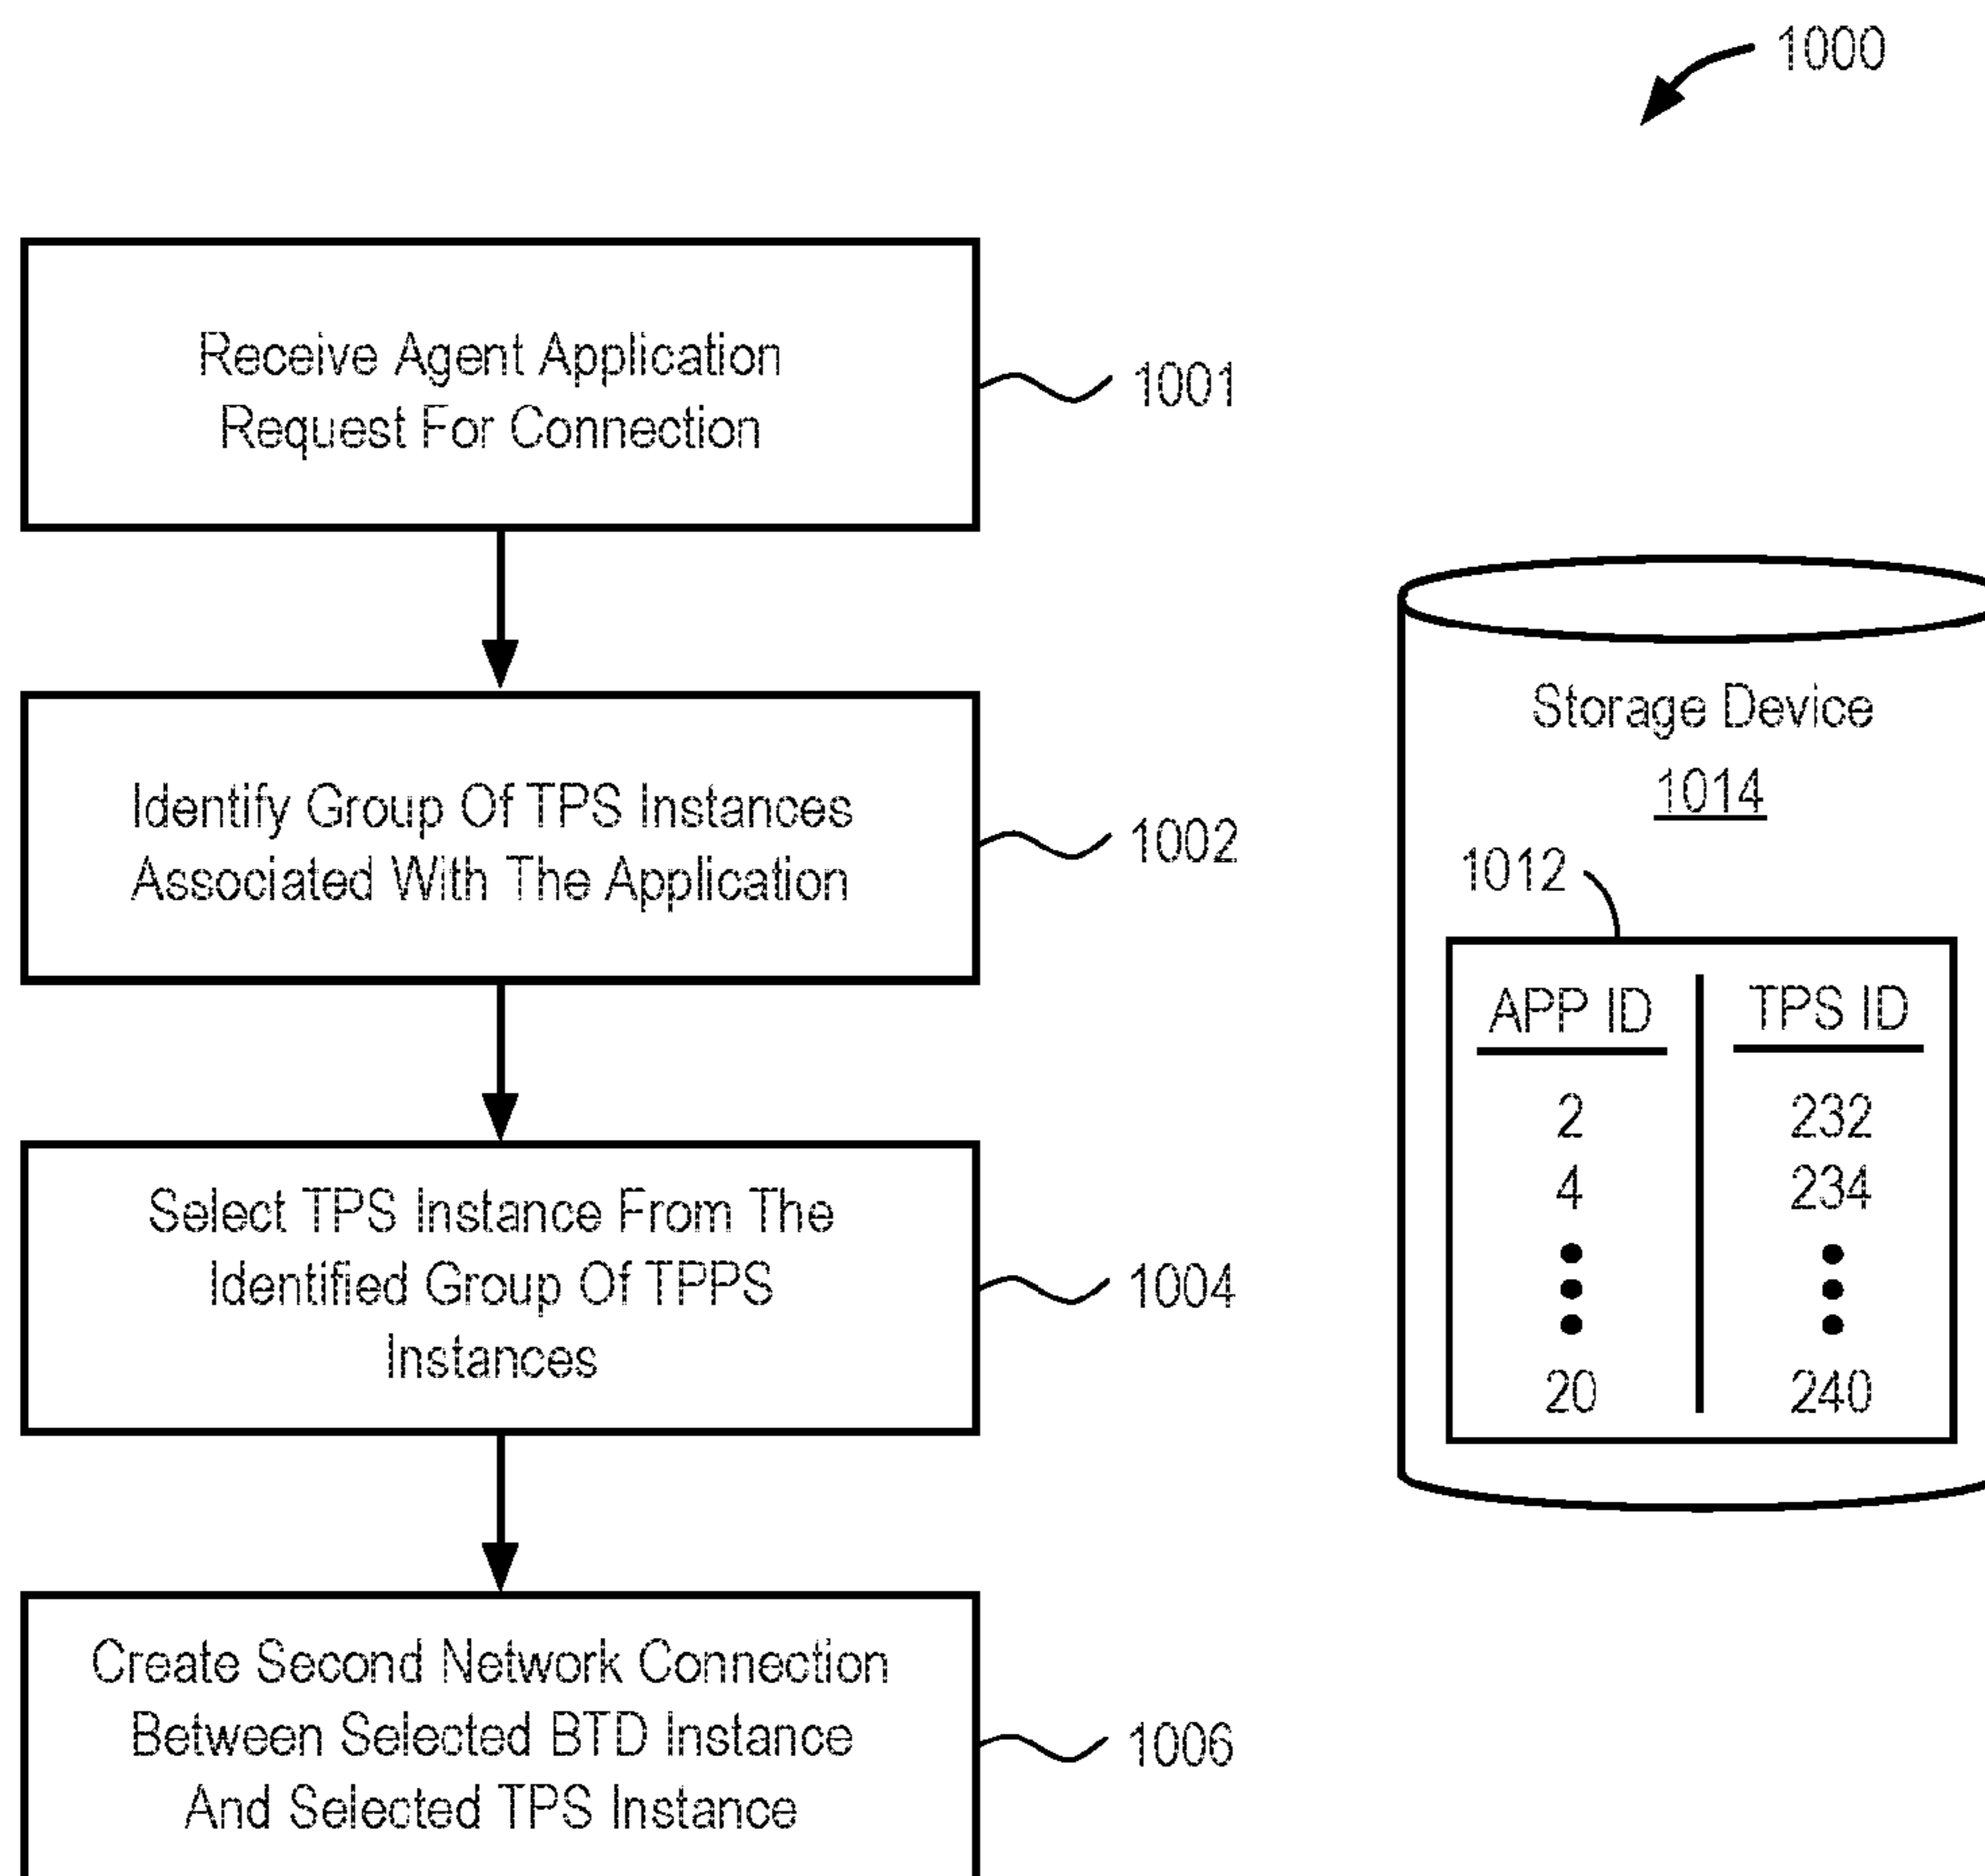 1000
Receive Agent Application
Request For Connection
1001
Identify Group Of TPS Instances
Associated With The Application
1002
Select TPS Instance From The
Identified Group Of TPPS
Instances
1004
Create Second Network Connection
Between Selected BTD Instance
And Selected TPS Instance
1006
Storage Device
1014
1012
APP ID TPS ID
2 232
4 234
20 240